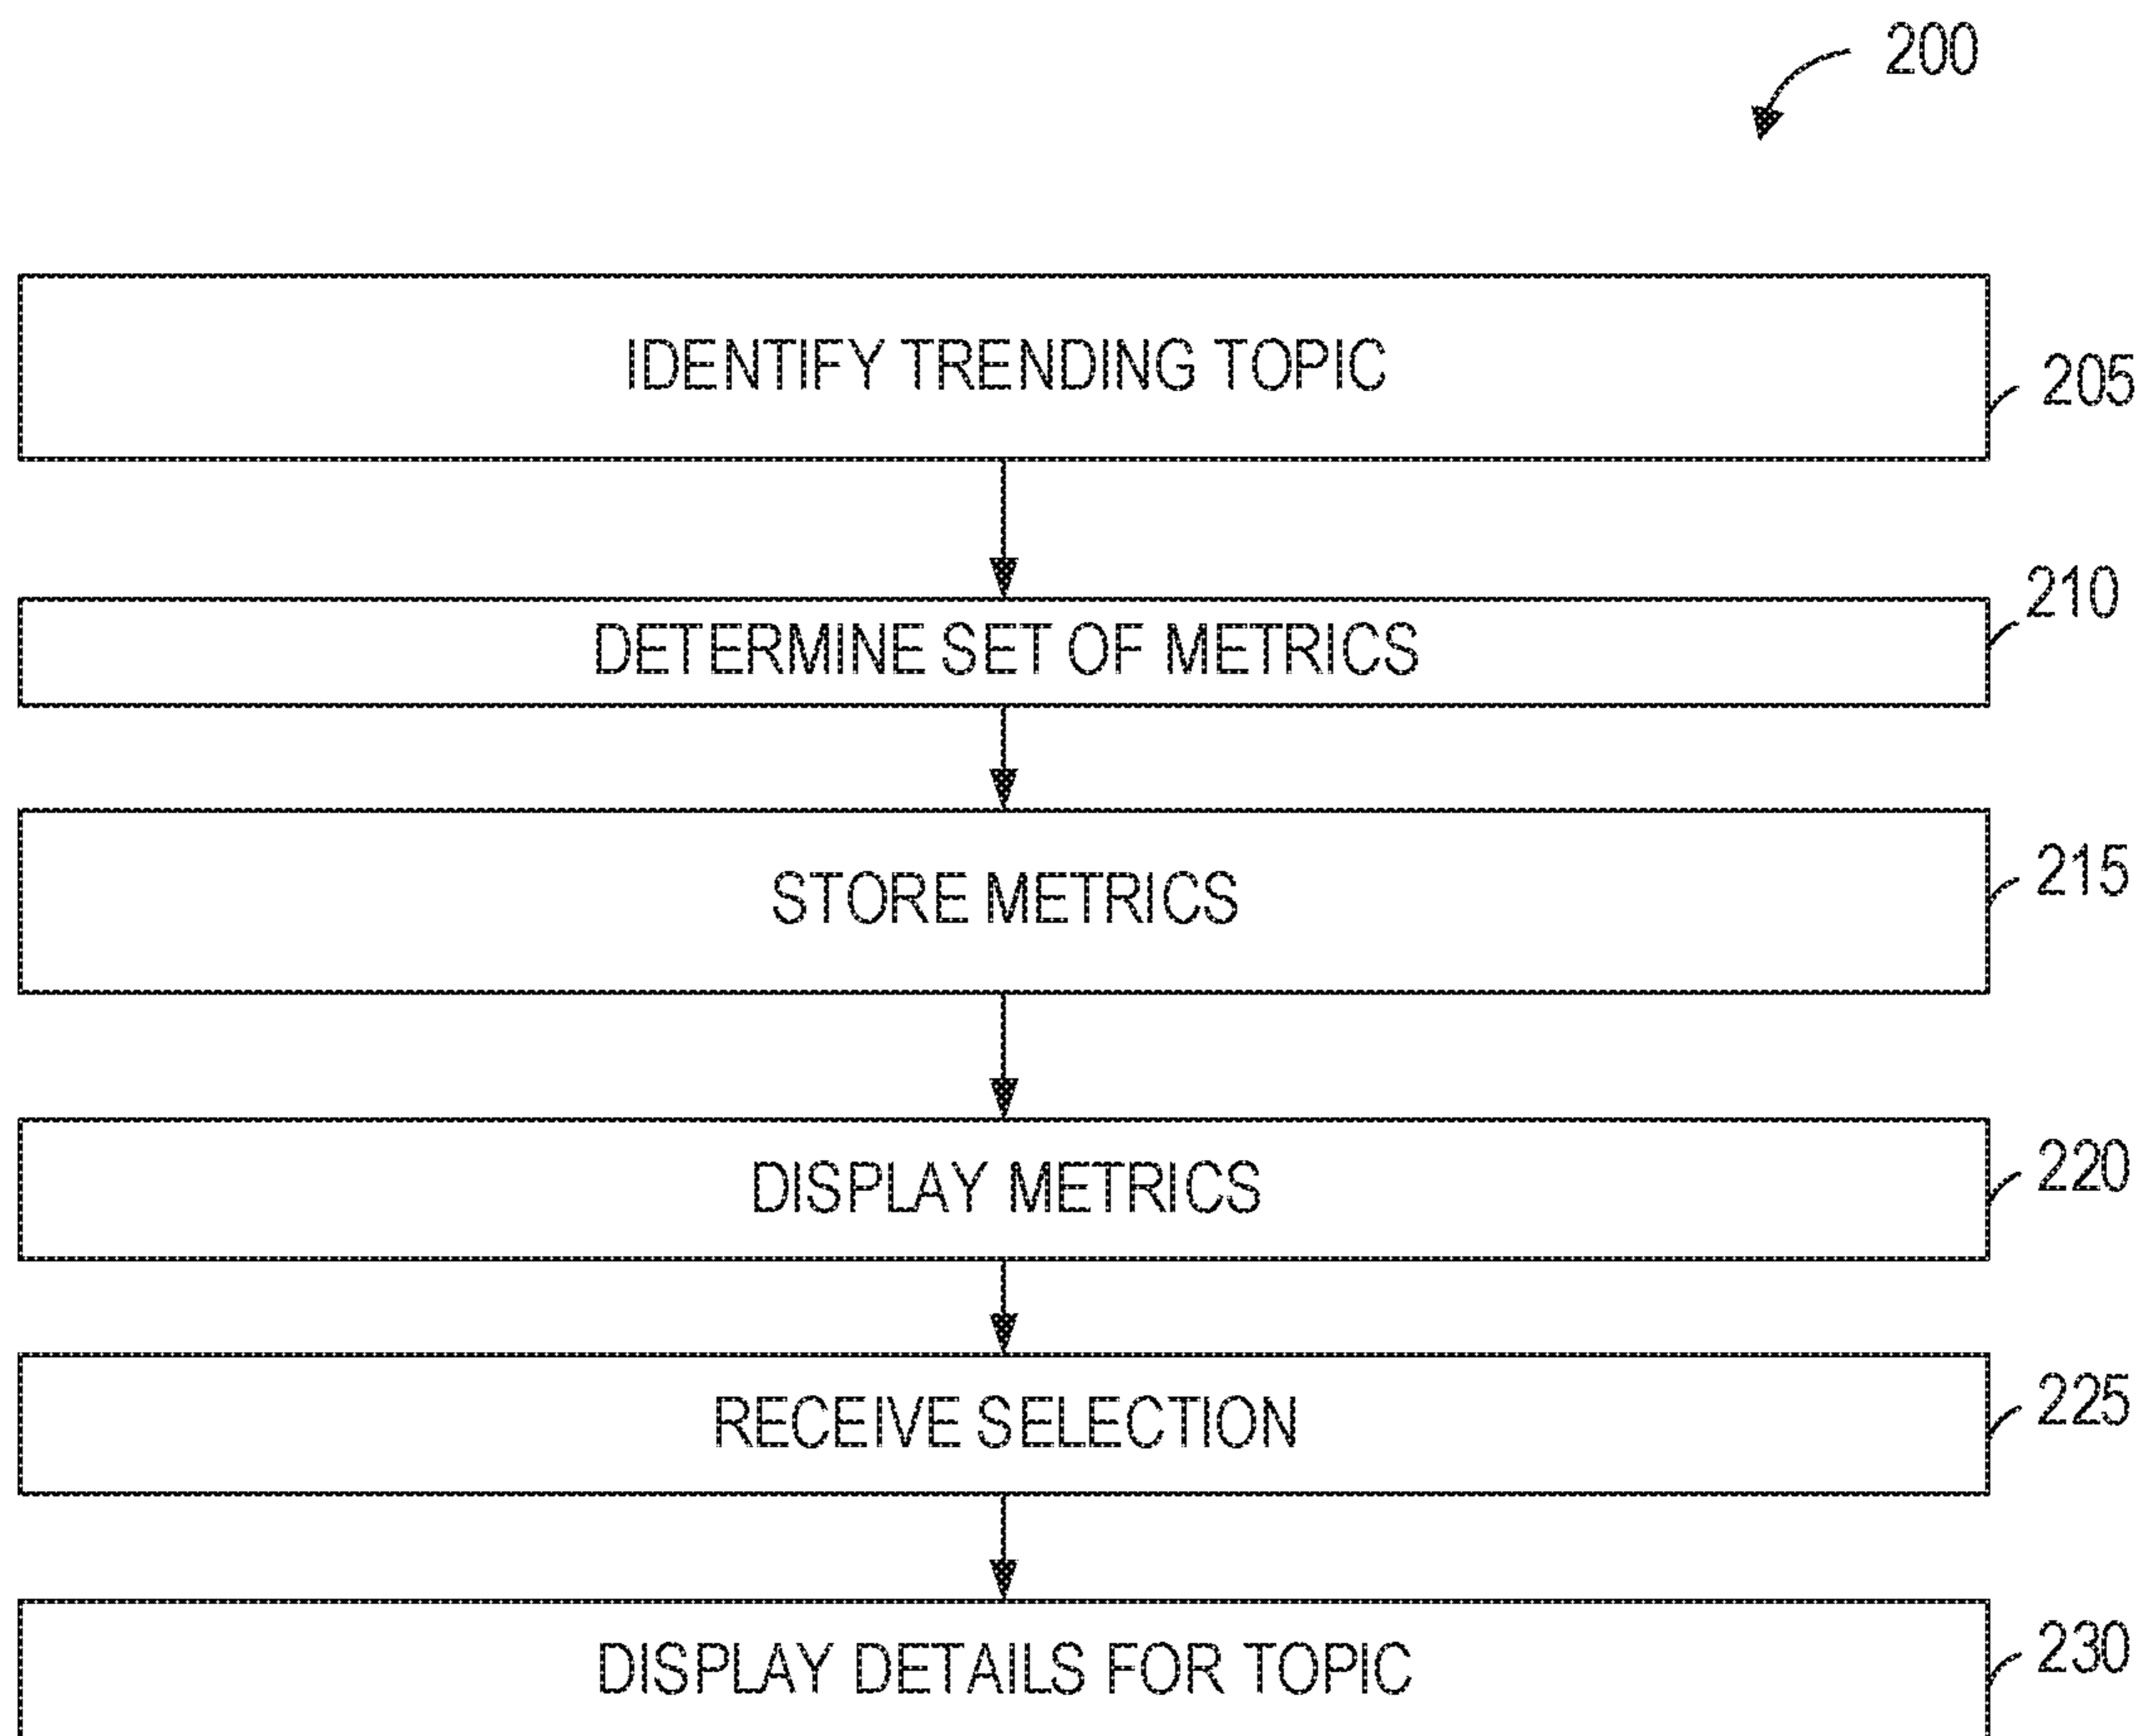 200
IDENTIFY TRENDING TOPIC
205
DETERMINE SET OF METRICS
210
STORE METRICS
215
DISPLAY METRICS
220
RECEIVE SELECTION
225
DISPLAY DETAILS FOR TOPIC
230